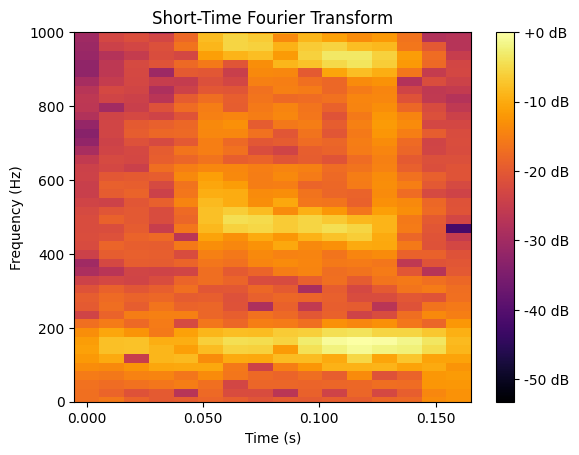 Short-Time Fourier Transform
1000
800
600
400
200
0
Frequency (Hz)
0.000
0.050
0.100
0.150
Time (s)
+0 dB
-10 dB
-20 dB
-30 dB
-40 dB
-50 dB